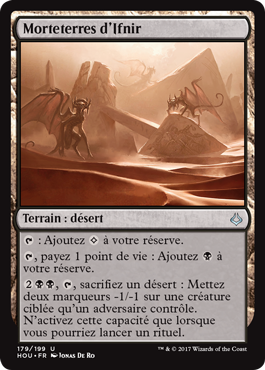 Morteterres d'Ifnir
Terrain : désert
: Ajoutez à votre réserve.
, payez 1 point de vie : Ajoutez à
votre réserve.
2 , , sacrifiez un désert : Mettez
deux marqueurs -1/-1 sur une créature
ciblée qu'un adversaire contrôle.
N'activez cette capacité que lorsque
vous pourriez lancer un rituel.
179/199 U
HOU • FR Jonas De Ro
™ & © 2017 Wizards of the Coast